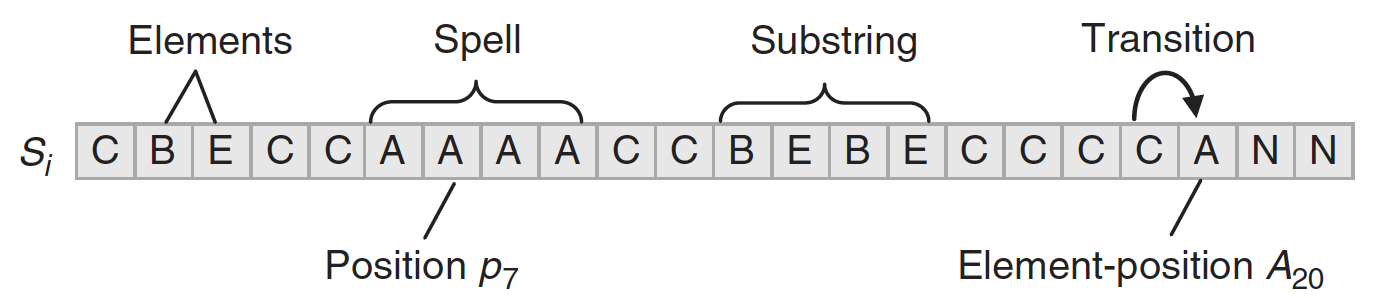 Elements Spell Substring Transition
Si C B E C C A A A A C C B E B E C C C C A N N
Position p7 Element-position A20